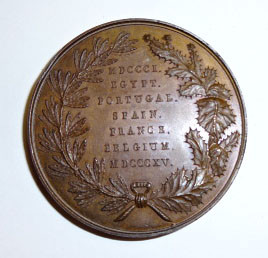 MDCCCI.
EGYPT.
PORTUGAL.
SPAIN.
FRANCE.
BELGIUM.
MDCCCXV.